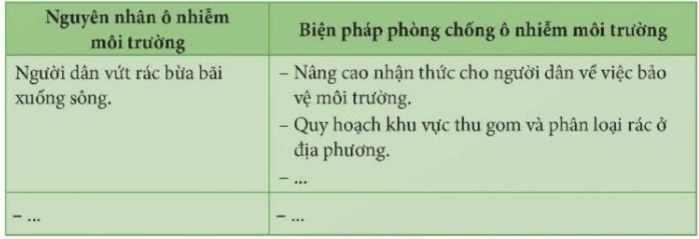 Nguyên nhân ô nhiễm
môi trường
Biện pháp phòng chống ô nhiễm môi trường
Người dân vứt rác bừa bãi
xuống sông.
– Nâng cao nhận thức cho người dân về việc bảo
vệ môi trường.
– Quy hoạch khu vực thu gom và phân loại rác ở
địa phương.
– ...
– ...
– ...